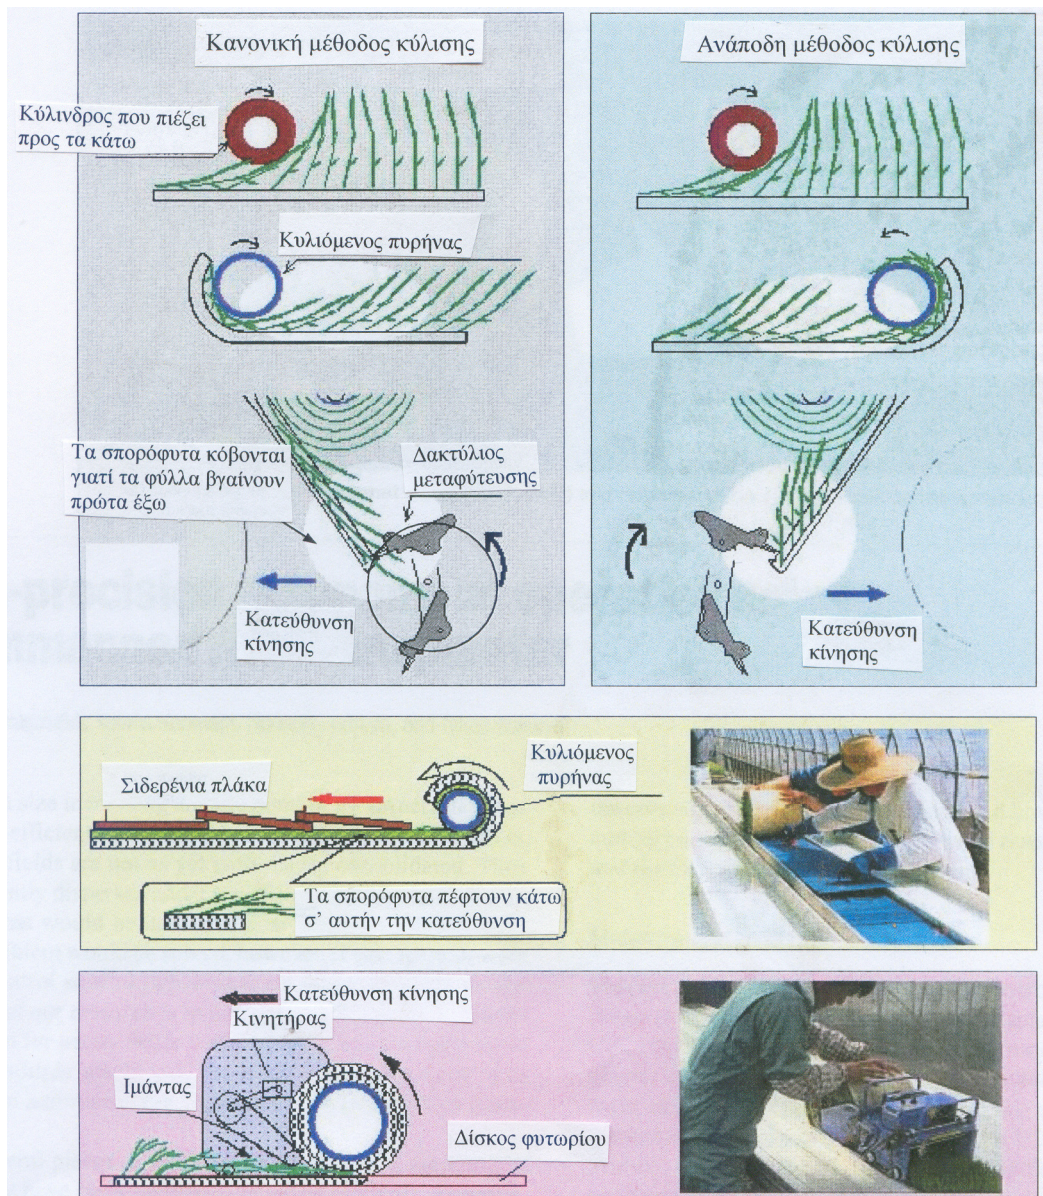 Κανονική μέθοδος κύλισης
Κύλινδρος που πιέζει
προς τα κάτω
Κυλιόμενος πυρήνας
Τα σπορόφυτα κόβονται
γιατί τα φύλλα βγαίνουν
πρώτα έξω
Δακτύλιος
μεταφύτευσης
Κατεύθυνση
κίνησης
Ανάποδη μέθοδος κύλισης
Κατεύθυνση
κίνησης
Σιδερένια πλάκα
Κυλιόμενος
πυρήνας
Τα σπορόφυτα πέφτουν κάτω
σ’ αυτήν την κατεύθυνση
Κατεύθυνση κίνησης
Κινητήρας
Ιμάντας
Δίσκος φυτωρίου